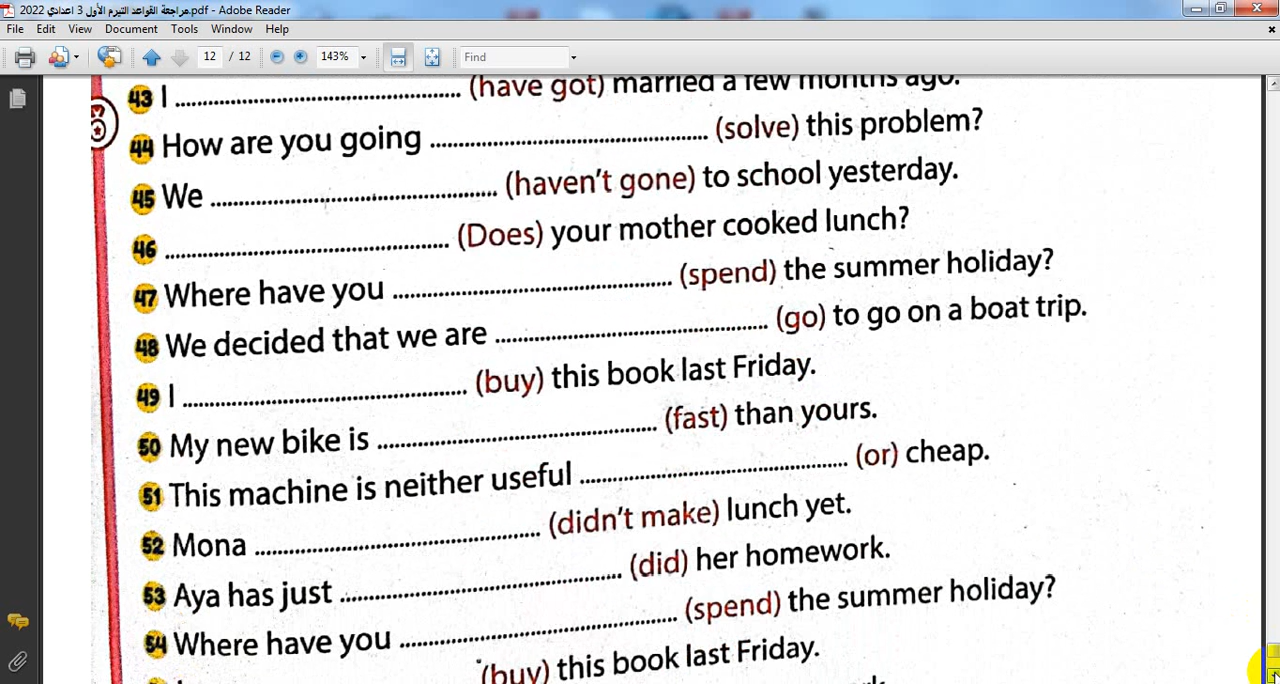 مراجعة القواعد التيرم الأول 3 اعدادي 2022.pdf - Adobe Reader
File Edit View Document Tools Window Help
12 / 12 143% Find
43 I .......... (have got) married a few months ago.
44 How are you going .......... (solve) this problem?
45 We .......... (haven't gone) to school yesterday.
46 .......... (Does) your mother cooked lunch?
47 Where have you .......... (spend) the summer holiday?
48 We decided that we are .......... (go) to go on a boat trip.
49 I .......... (buy) this book last Friday.
50 My new bike is .......... (fast) than yours.
51 This machine is neither useful .......... (or) cheap.
52 Mona .......... (didn't make) lunch yet.
53 Aya has just .......... (did) her homework.
54 Where have you .......... (spend) the summer holiday?
(buy) this book last Friday.